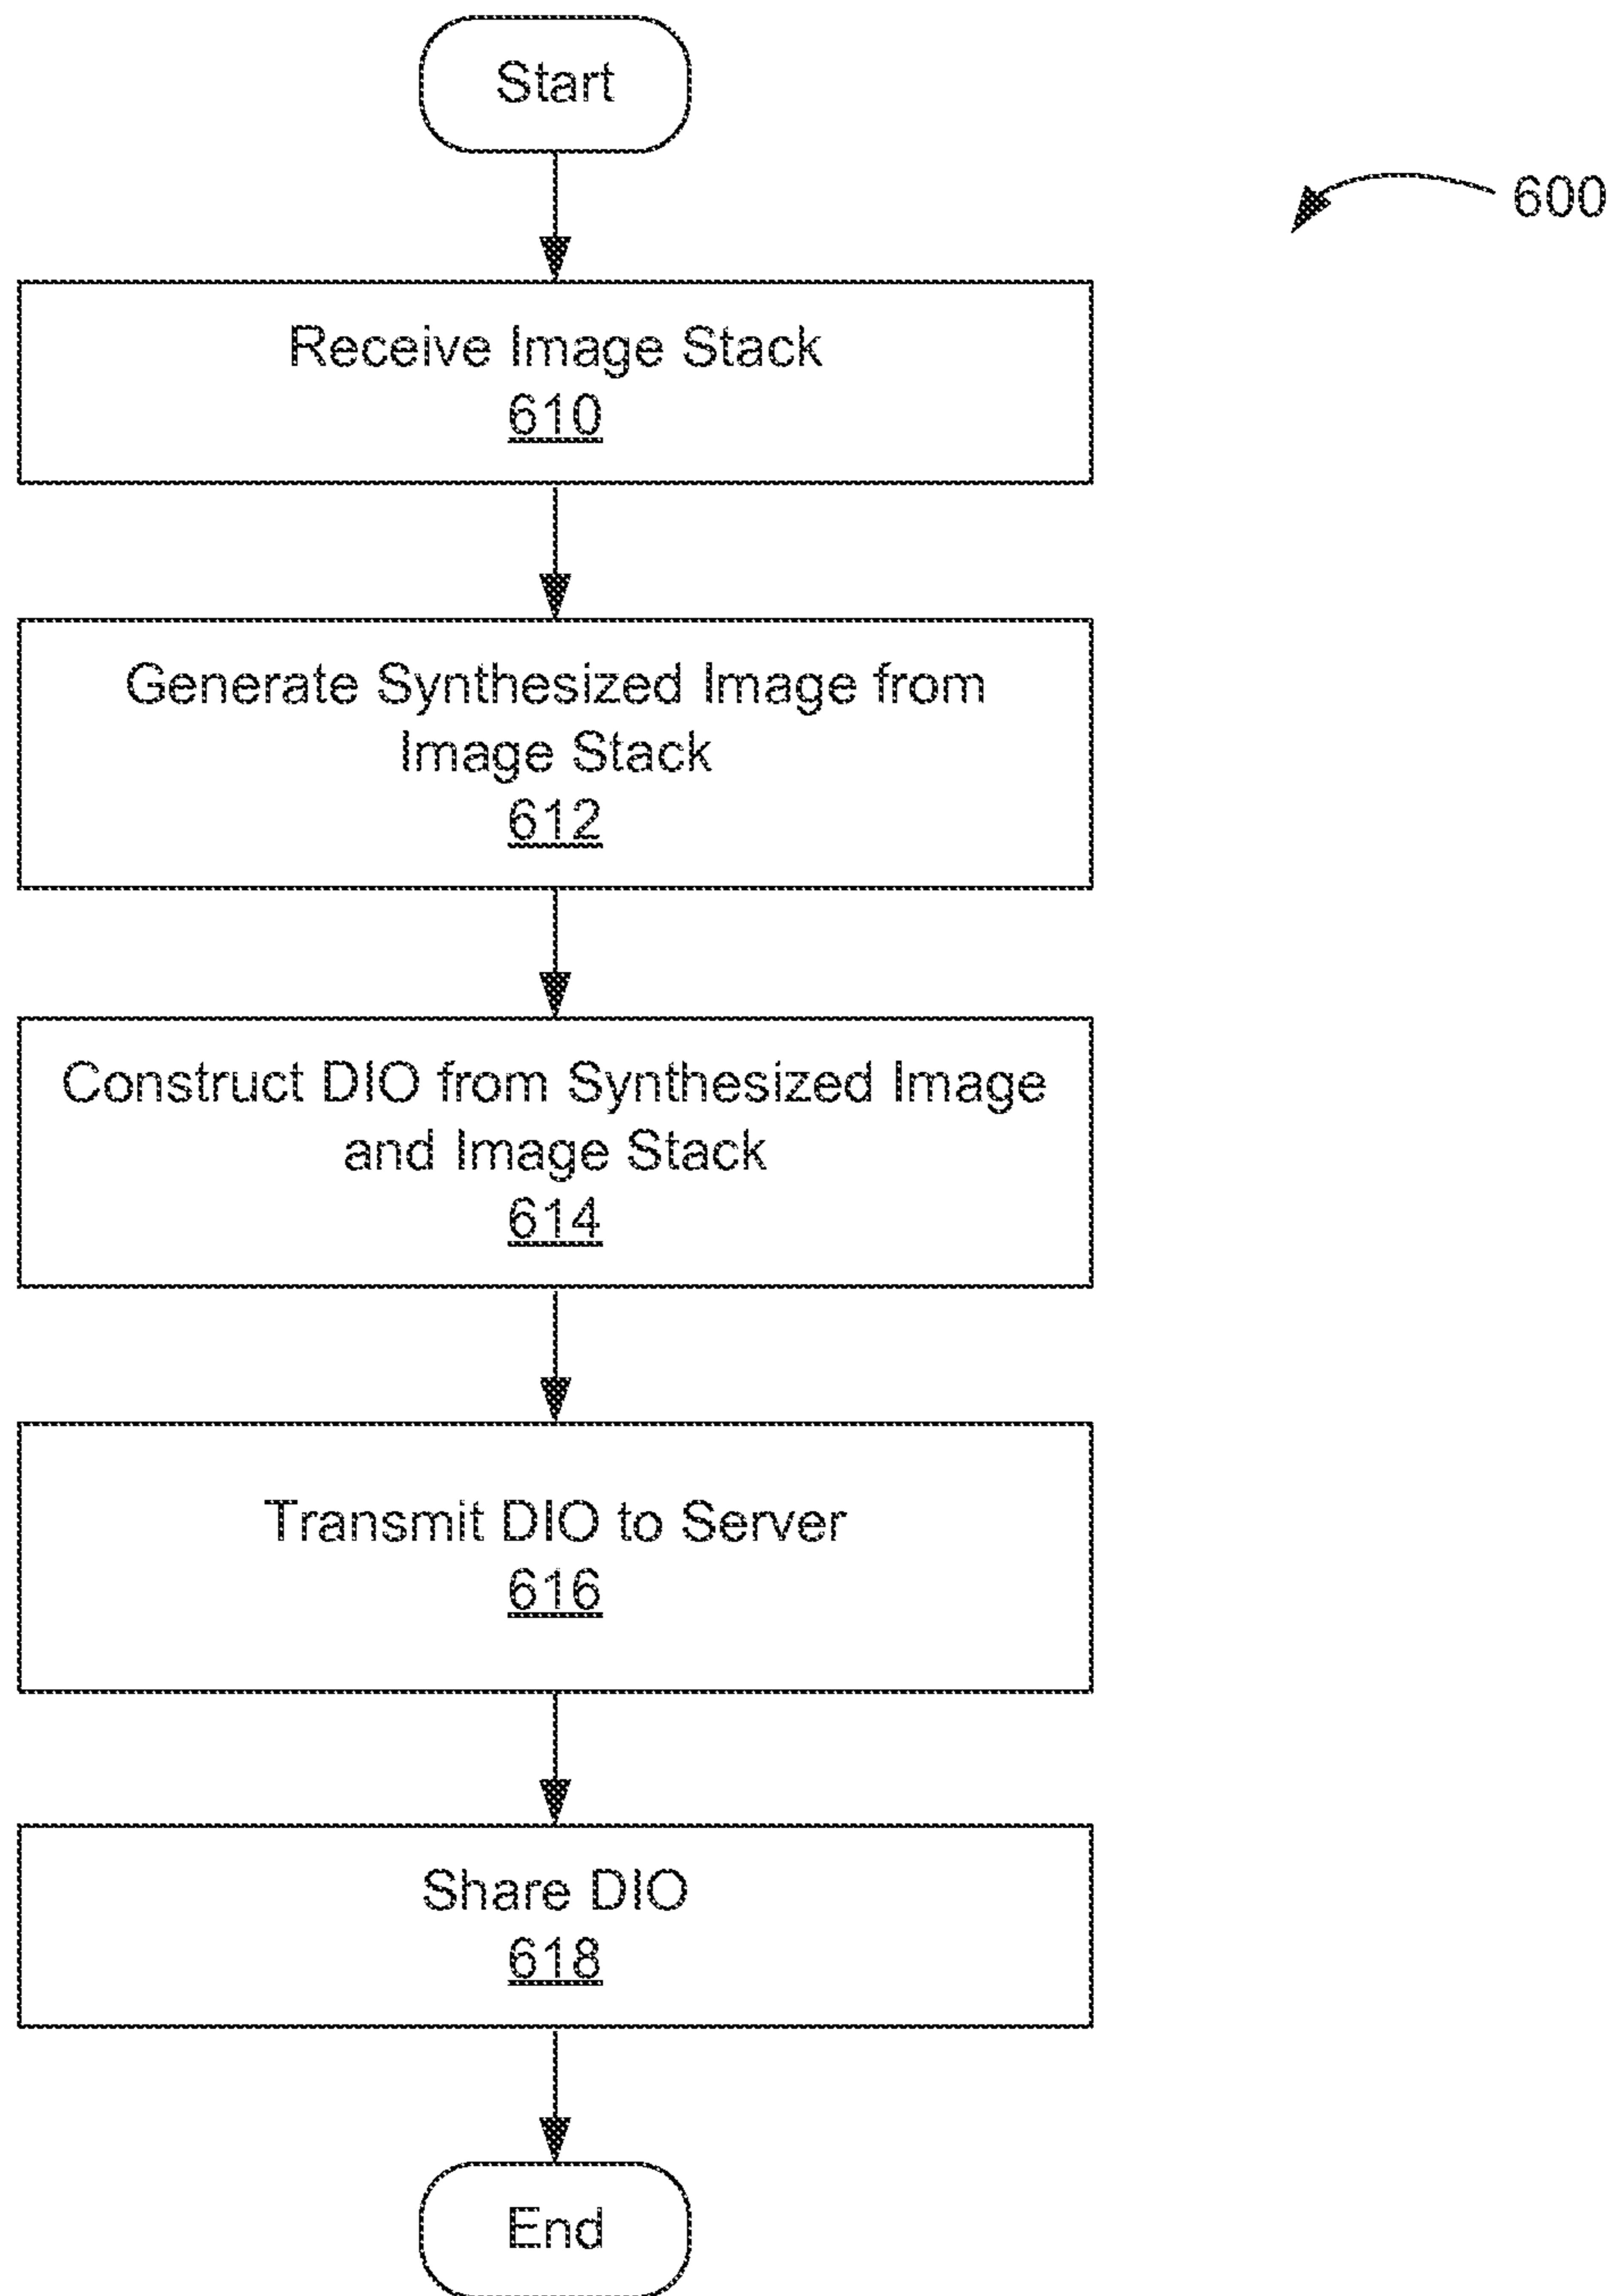 Start
600
Receive Image Stack
610
Generate Synthesized Image from
Image Stack
612
Construct DIO from Synthesized Image
and Image Stack
614
Transmit DIO to Server
616
Share DIO
618
End